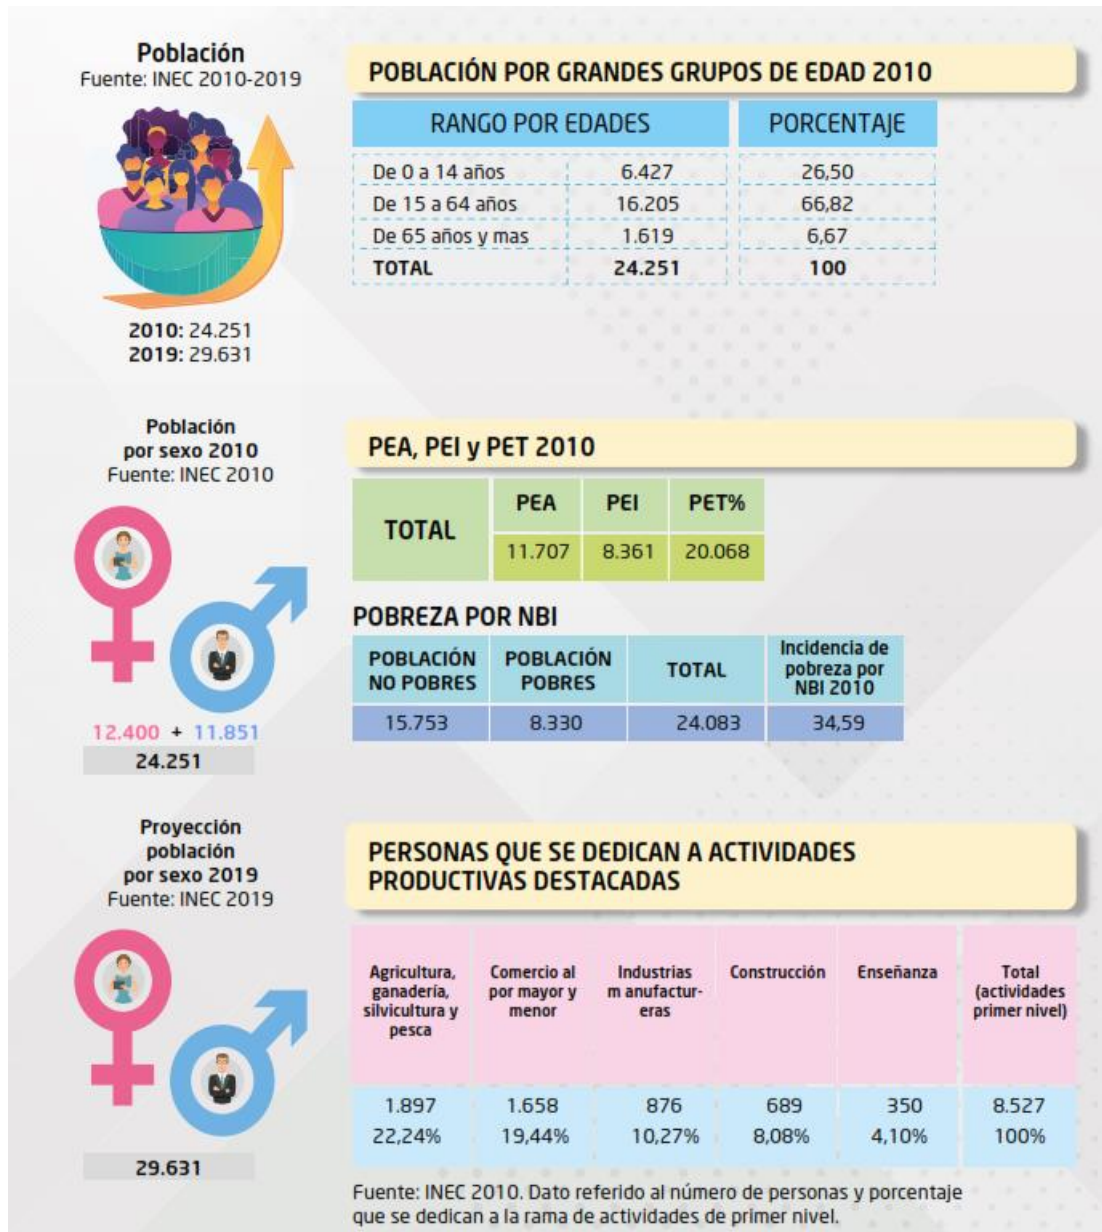 Población
Fuente: INEC 2010-2019
2010: 24.251
2019: 29.631
POBLACIÓN POR GRANDES GRUPOS DE EDAD 2010
RANGO POR EDADES PORCENTAJE
De 0 a 14 años 6.427 26,50
De 15 a 64 años 16.205 66,82
De 65 años y mas 1.619 6,67
TOTAL 24.251 100
Población
por sexo 2010
Fuente: INEC 2010
12.400 + 11.851
24.251
PEA, PEI y PET 2010
TOTAL
PEA PEI PET%
11.707 8.361 20.068
POBREZA POR NBI
POBLACIÓN
NO POBRES
POBLACIÓN
POBRES
TOTAL
Incidencia de
pobreza por
NBI 2010
15.753 8.330 24.083 34,59
Proyección
población
por sexo 2019
Fuente: INEC 2019
29.631
PERSONAS QUE SE DEDICAN A ACTIVIDADES
PRODUCTIVAS DESTACADAS
Agricultura,
ganadería,
silvicultura y
pesca
Comercio al
por mayor y
menor
Industrias
m anufactur-
eras
Construcción
Enseñanza
Total
(actividades
primer nivel)
1.897 1.658 876 689 350 8.527
22,24% 19,44% 10,27% 8,08% 4,10% 100%
Fuente: INEC 2010. Dato referido al número de personas y porcentaje
que se dedican a la rama de actividades de primer nivel.